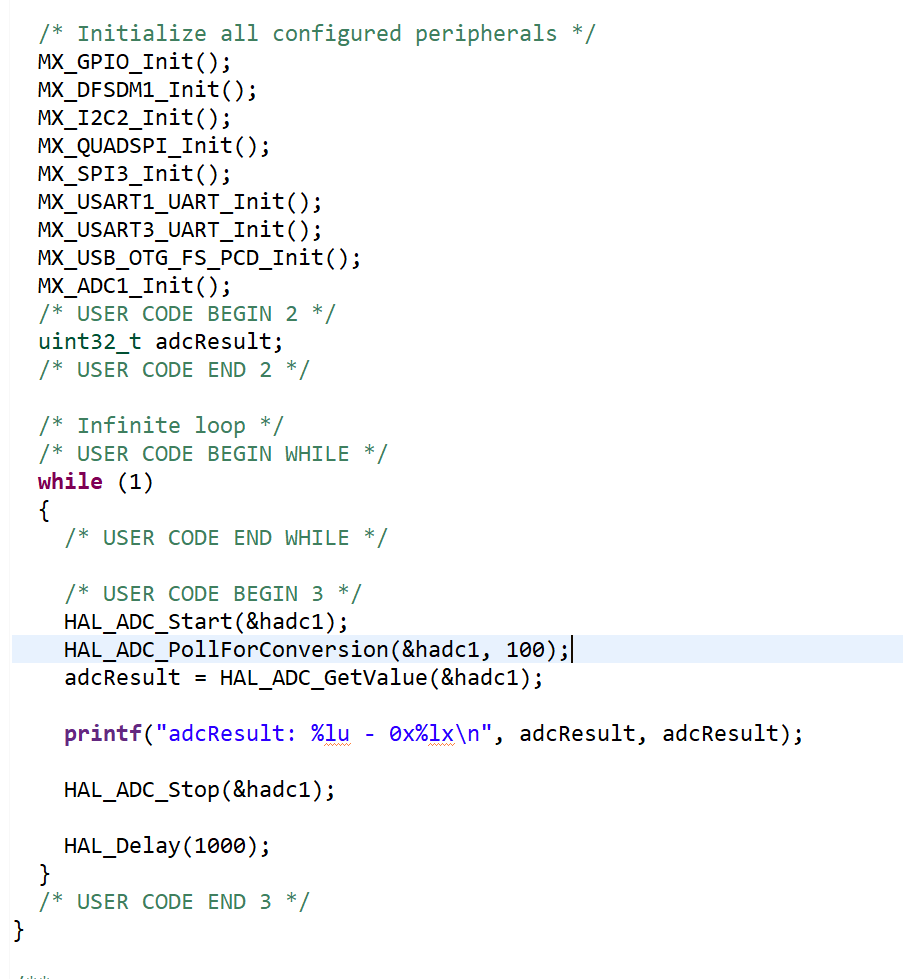 /* Initialize all configured peripherals */
MX_GPIO_Init();
MX_DFSDM1_Init();
MX_I2C2_Init();
MX_QUADSPI_Init();
MX_SPI3_Init();
MX_USART1_UART_Init();
MX_USART3_UART_Init();
MX_USB_OTG_FS_PCD_Init();
MX_ADC1_Init();
/* USER CODE BEGIN 2 */
uint32_t adcResult;
/* USER CODE END 2 */

/* Infinite loop */
/* USER CODE BEGIN WHILE */
while (1)
{
  /* USER CODE END WHILE */

  /* USER CODE BEGIN 3 */
  HAL_ADC_Start(&hadc1);
  HAL_ADC_PollForConversion(&hadc1, 100);
  adcResult = HAL_ADC_GetValue(&hadc1);

  printf("adcResult: %lu - 0x%lx\n", adcResult, adcResult);

  HAL_ADC_Stop(&hadc1);

  HAL_Delay(1000);
}
/* USER CODE END 3 */
}